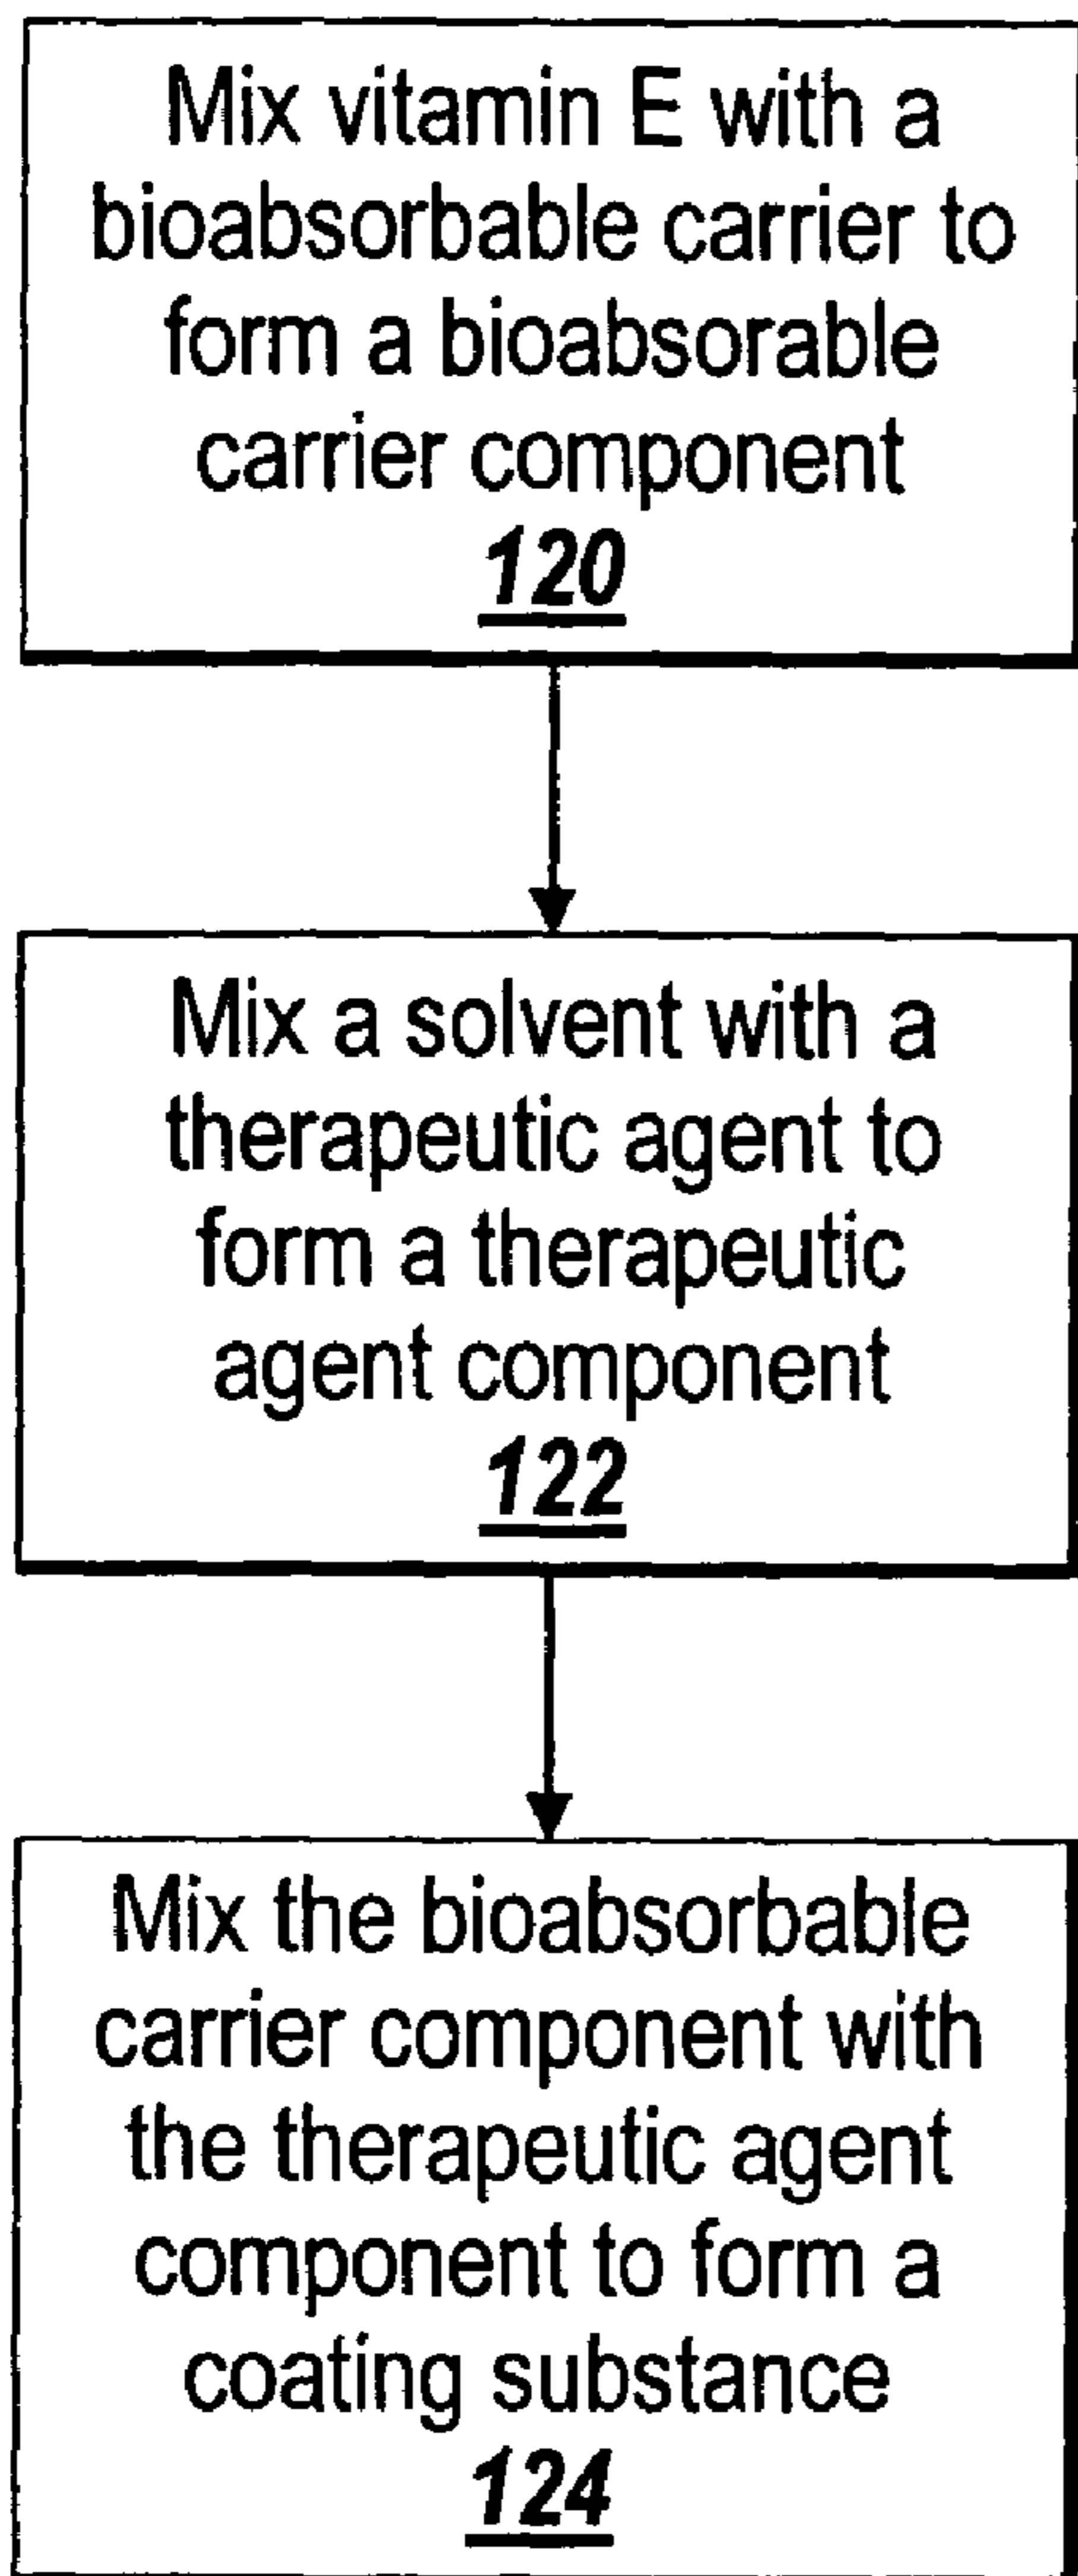 Mix vitamin E with a
bioabsorbable carrier to
form a bioabsorable
carrier component
120
Mix a solvent with a
therapeutic agent to
form a therapeutic
agent component
122
Mix the bioabsorbable
carrier component with
the therapeutic agent
component to form a
coating substance
124